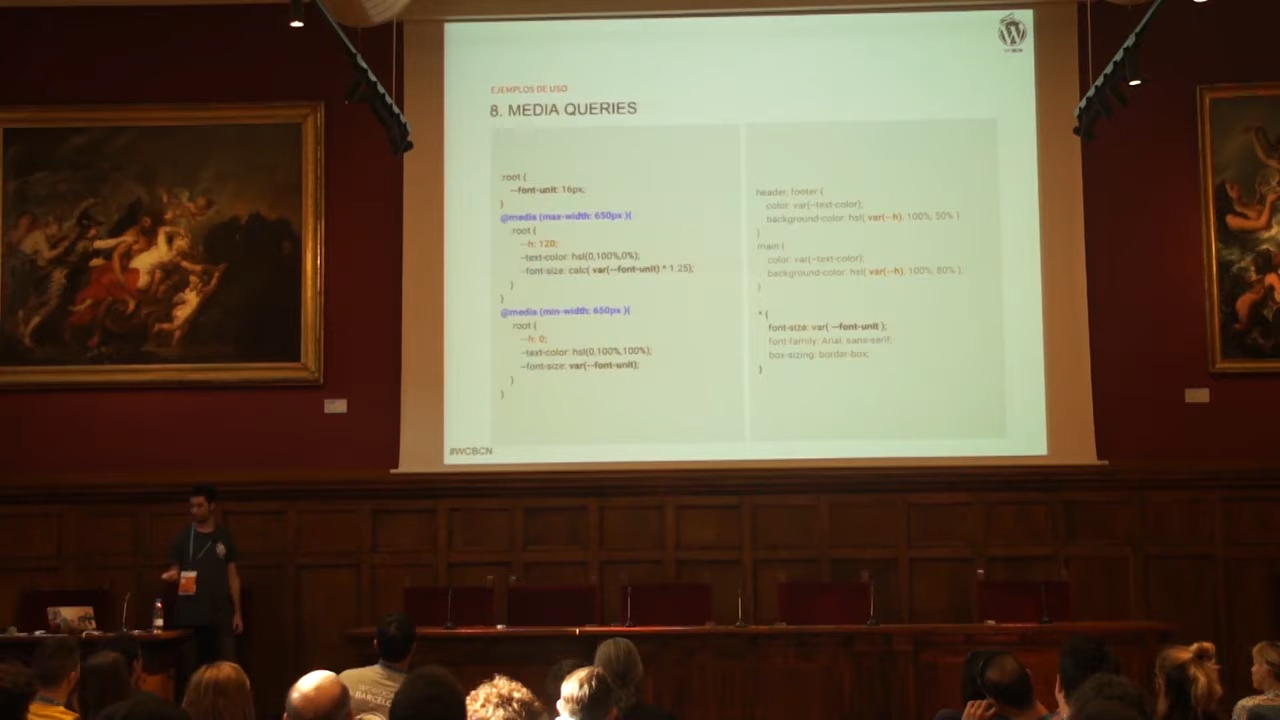 W
WCBCN
EJEMPLOS DE USO
8. MEDIA QUERIES
:root {
--font-unit: 16px;
}
@media (max-width: 650px ){
:root {
--h: 120;
--text-color: hsl(0,100%,0%);
--font-size: calc( var(--font-unit) * 1.25);
}
}
@media (min-width: 650px ){
:root {
--h: 0;
--text-color: hsl(0,100%,100%);
--font-size: var(--font-unit);
}
}
header, footer {
color: var(--text-color);
background-color: hsl( var(--h), 100%, 50% )
}
main {
color: var(--text-color);
background-color: hsl( var(--h), 100%, 80% );
}
* {
font-size: var( --font-unit );
font-family: Arial, sans-serif;
box-sizing: border-box;
}
#WCBCN
BARCELO